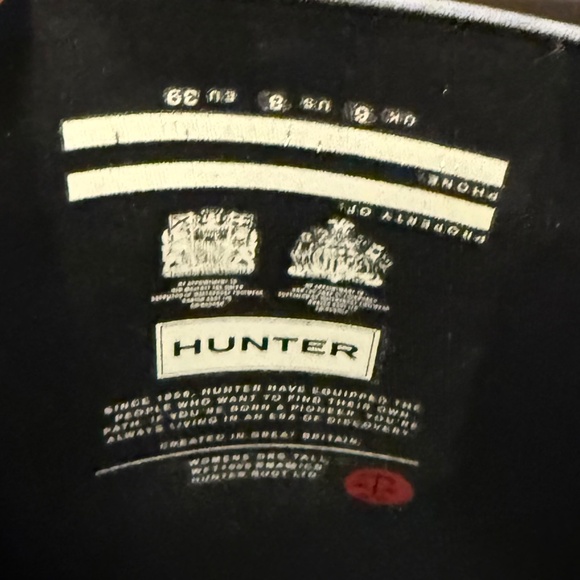 UK 6 US 8 EU 39
PHONE:
PROPERTY OF:
HUNTER
SINCE 1856, HUNTER HAVE EQUIPPED THE
PEOPLE WHO WANT TO FIND THEIR OWN
PATH. IF YOU'RE BORN A PIONEER YOU'RE
ALWAYS LIVING IN AN ERA OF DISCOVERY.
CREATED IN GREAT BRITAIN.
WOMENS ORG TALL
HUNTER BOOT LTD